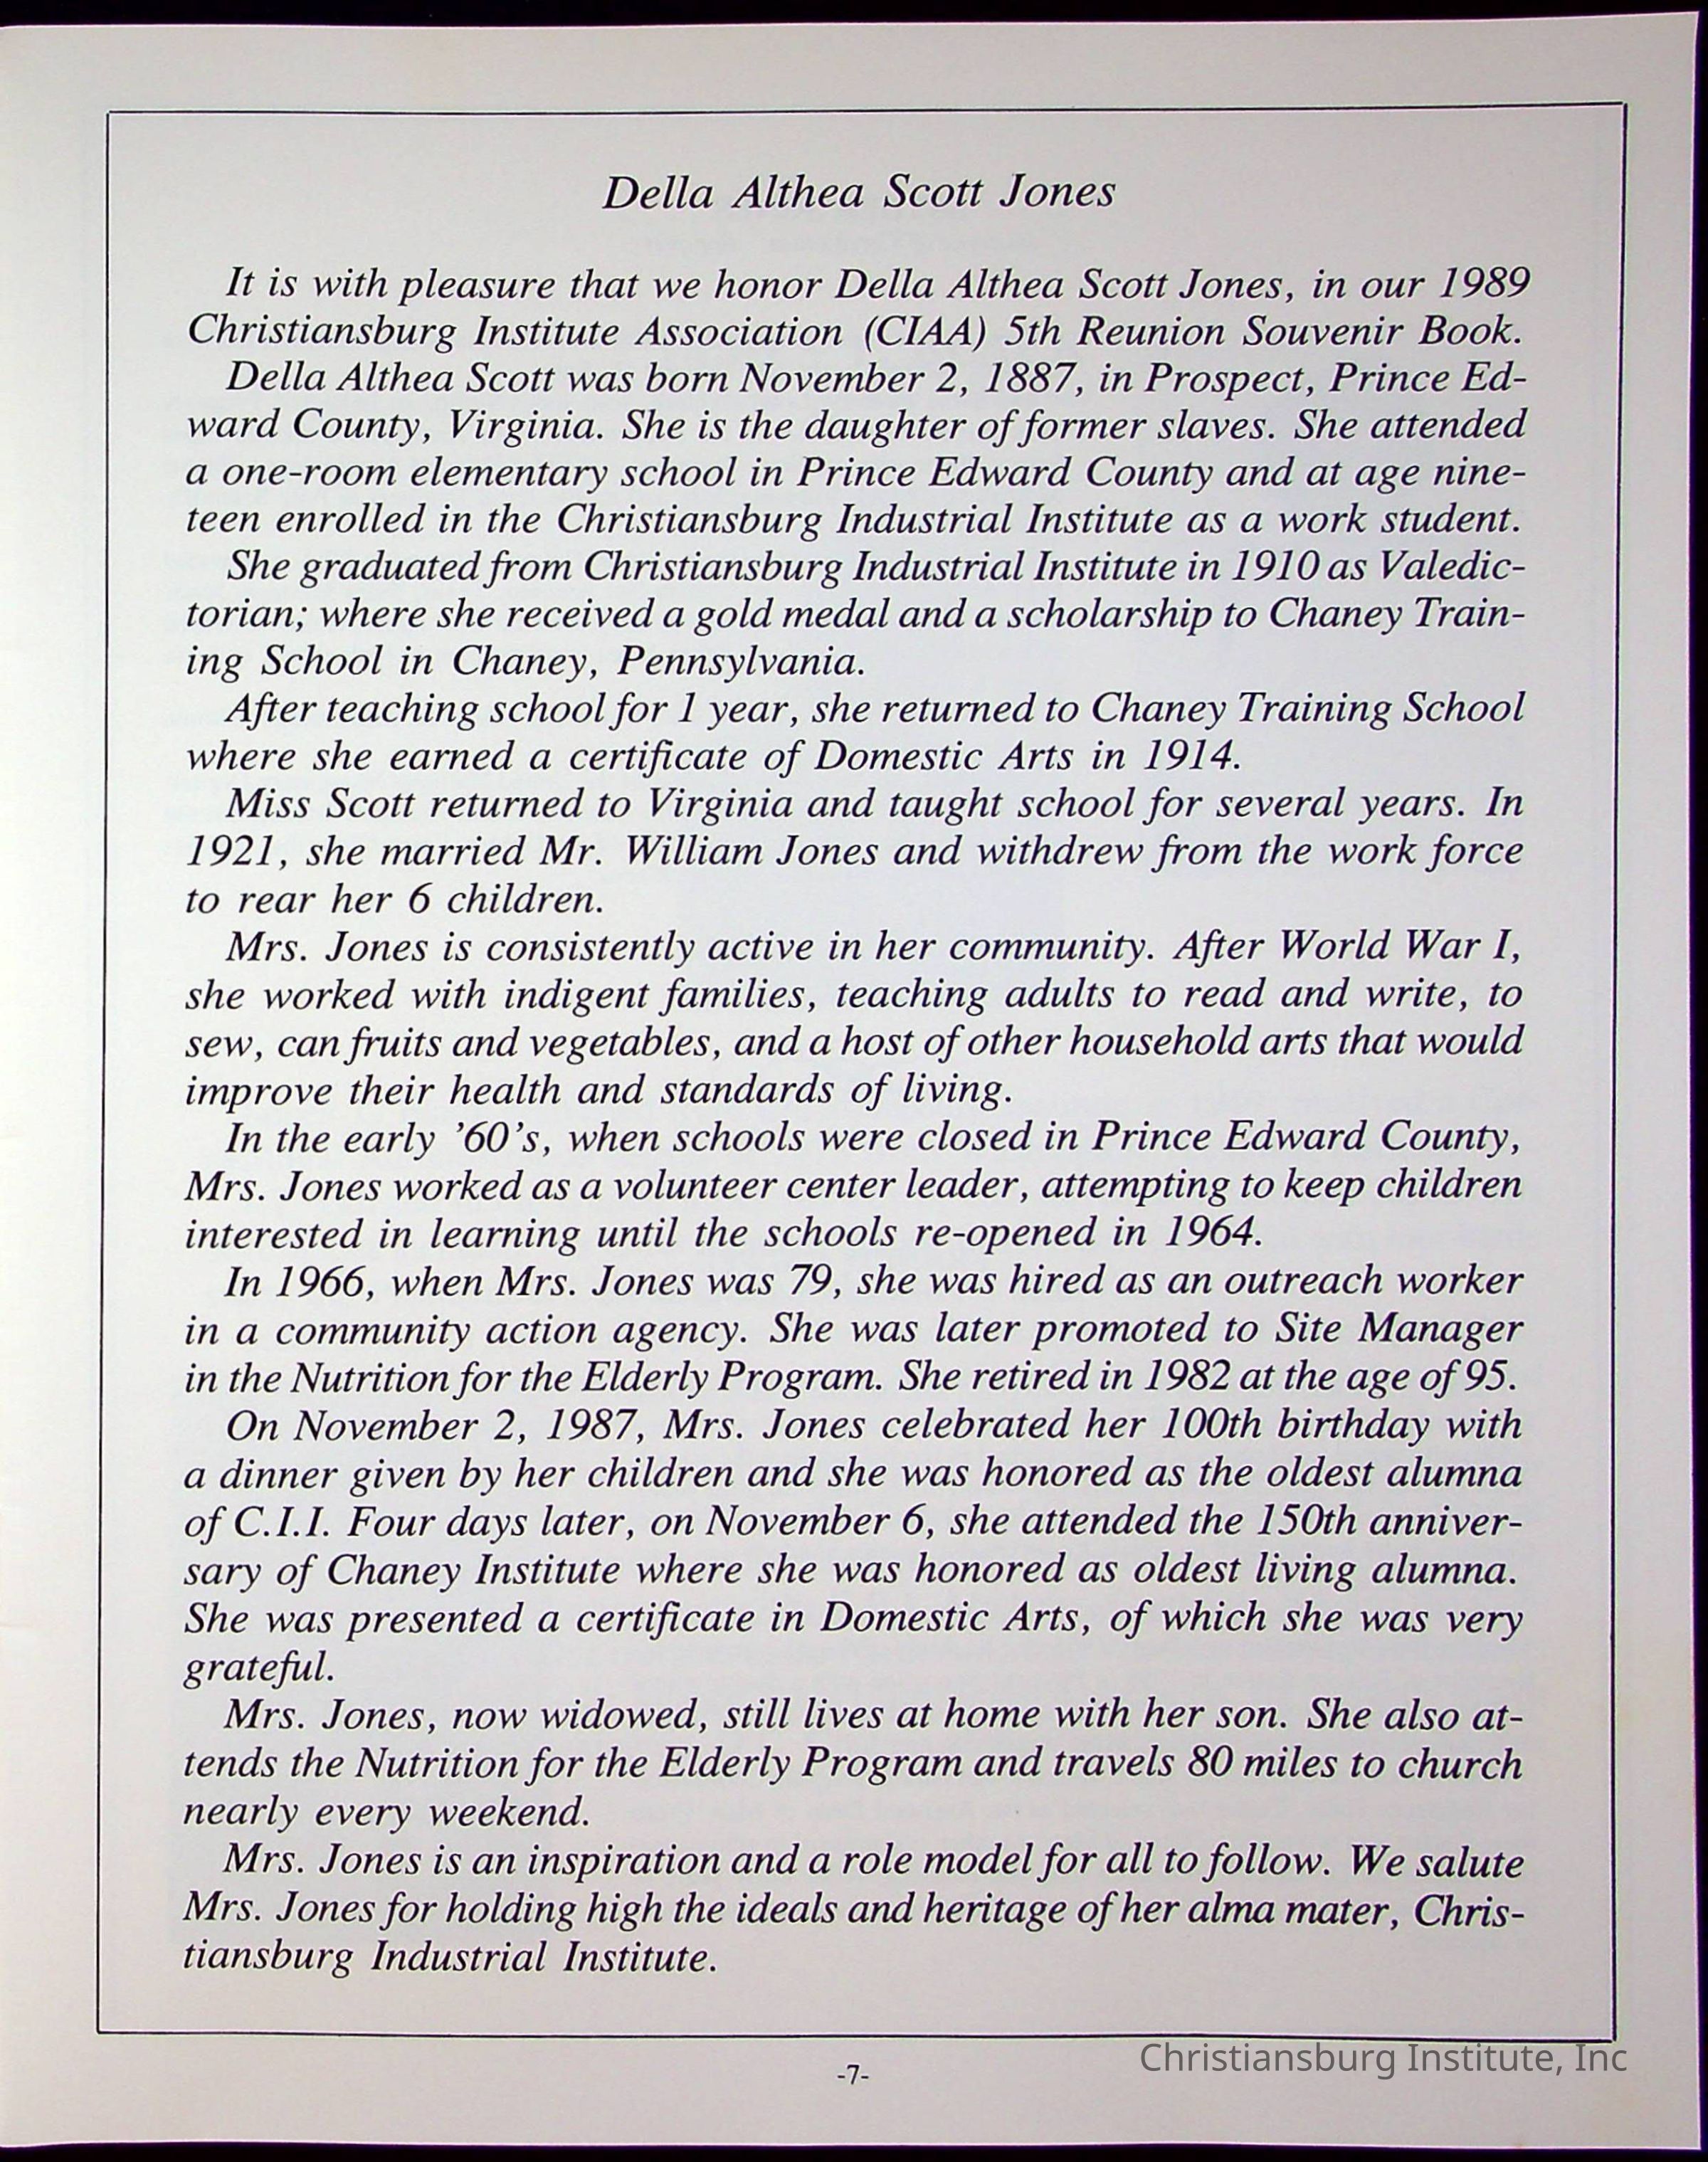 Della Althea Scott Jones
It is with pleasure that we honor Della Althea Scott Jones, in our 1989
Christiansburg Institute Association (CIAA) 5th Reunion Souvenir Book.
Della Althea Scott was born November 2, 1887, in Prospect, Prince Ed-
ward County, Virginia. She is the daughter of former slaves. She attended
a one-room elementary school in Prince Edward County and at age nine-
teen enrolled in the Christiansburg Industrial Institute as a work student.
She graduated from Christiansburg Industrial Institute in 1910 as Valedic-
torian; where she received a gold medal and a scholarship to Chaney Train-
ing School in Chaney, Pennsylvania.
After teaching school for 1 year, she returned to Chaney Training School
where she earned a certificate of Domestic Arts in 1914.
Miss Scott returned to Virginia and taught school for several years. In
1921, she married Mr. William Jones and withdrew from the work force
to rear her 6 children.
Mrs. Jones is consistently active in her community. After World War I,
she worked with indigent families, teaching adults to read and write, to
sew, can fruits and vegetables, and a host of other household arts that would
improve their health and standards of living.
In the early '60's, when schools were closed in Prince Edward County,
Mrs. Jones worked as a volunteer center leader, attempting to keep children
interested in learning until the schools re-opened in 1964.
In 1966, when Mrs. Jones was 79, she was hired as an outreach worker
in a community action agency. She was later promoted to Site Manager
in the Nutrition for the Elderly Program. She retired in 1982 at the age of 95.
On November 2, 1987, Mrs. Jones celebrated her 100th birthday with
a dinner given by her children and she was honored as the oldest alumna
of C.I.I. Four days later, on November 6, she attended the 150th anniver-
sary of Chaney Institute where she was honored as oldest living alumna.
She was presented a certificate in Domestic Arts, of which she was very
grateful.
Mrs. Jones, now widowed, still lives at home with her son. She also at-
tends the Nutrition for the Elderly Program and travels 80 miles to church
nearly every weekend.
Mrs. Jones is an inspiration and a role model for all to follow. We salute
Mrs. Jones for holding high the ideals and heritage of her alma mater, Chris-
tiansburg Industrial Institute.
Christiansburg Institute, Inc
-7-